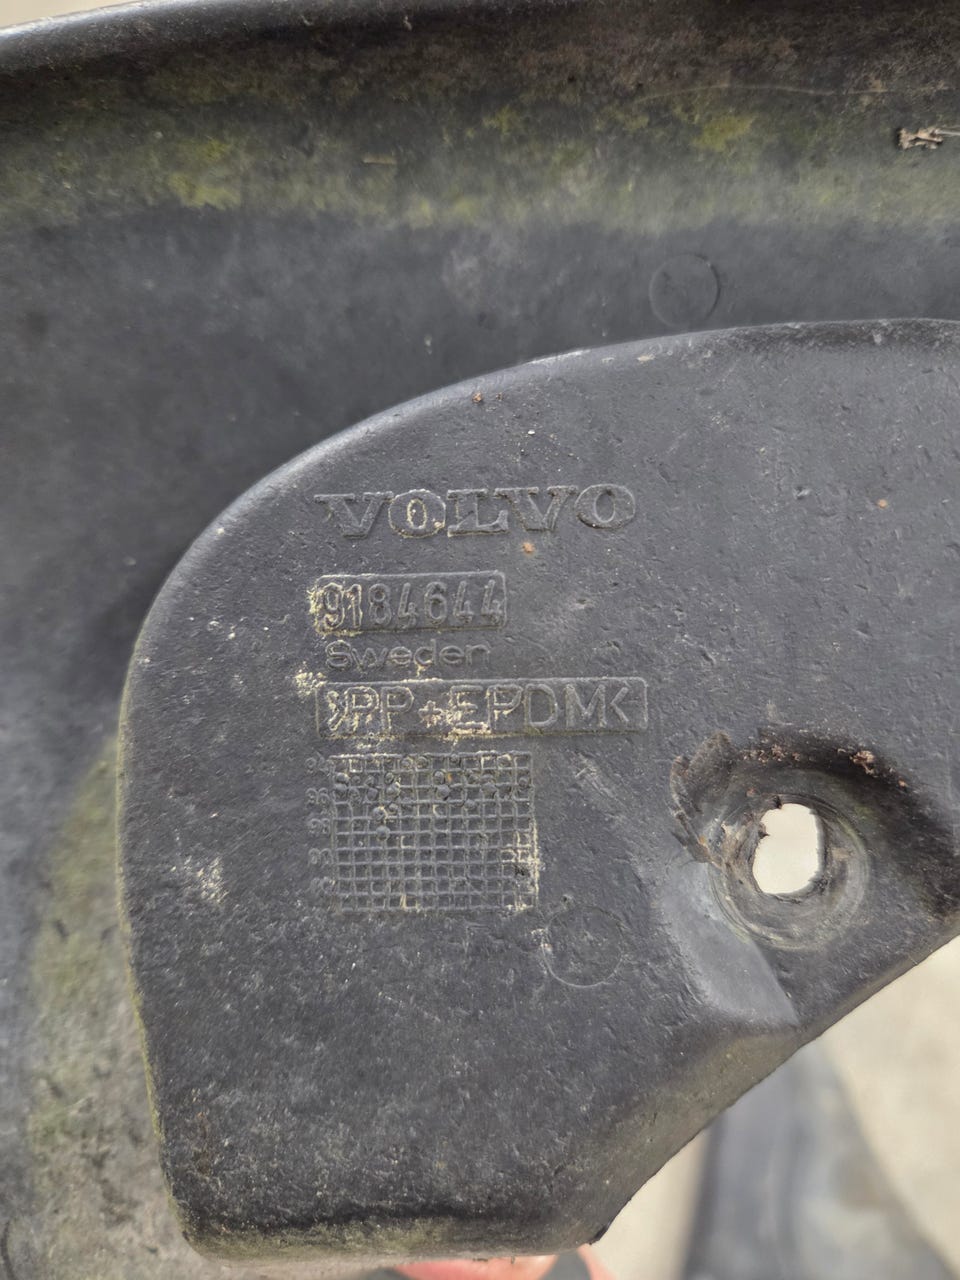 VOLVO
9184644
Sweden
>PP+EPDM<